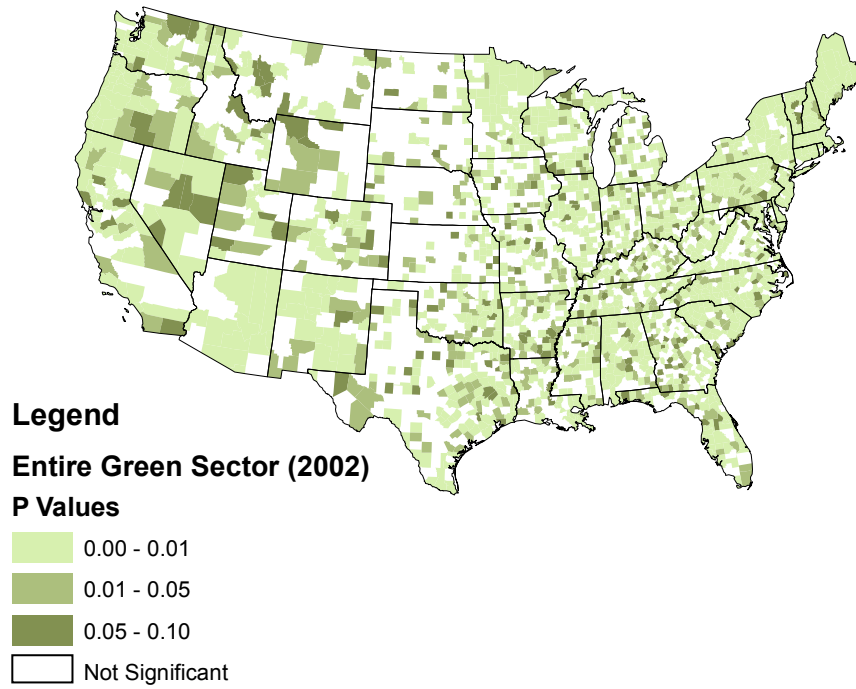 Legend
Entire Green Sector (2002)
P Values
0.00 - 0.01
0.01 - 0.05
0.05 - 0.10
Not Significant